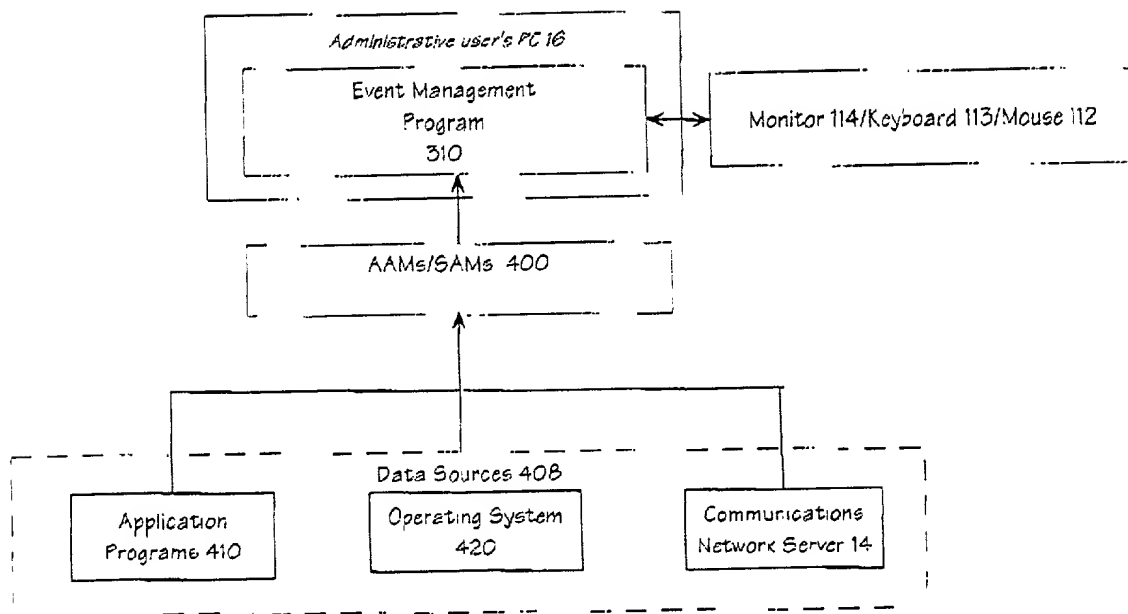 Administrative user's PC 16
Event Management
Program
310
Monitor 114/Keyboard 113/Mouse 112
AAMs/SAMs 400
Data Sources 408
Application
Programs 410
Operating System
420
Communications
Network Server 14